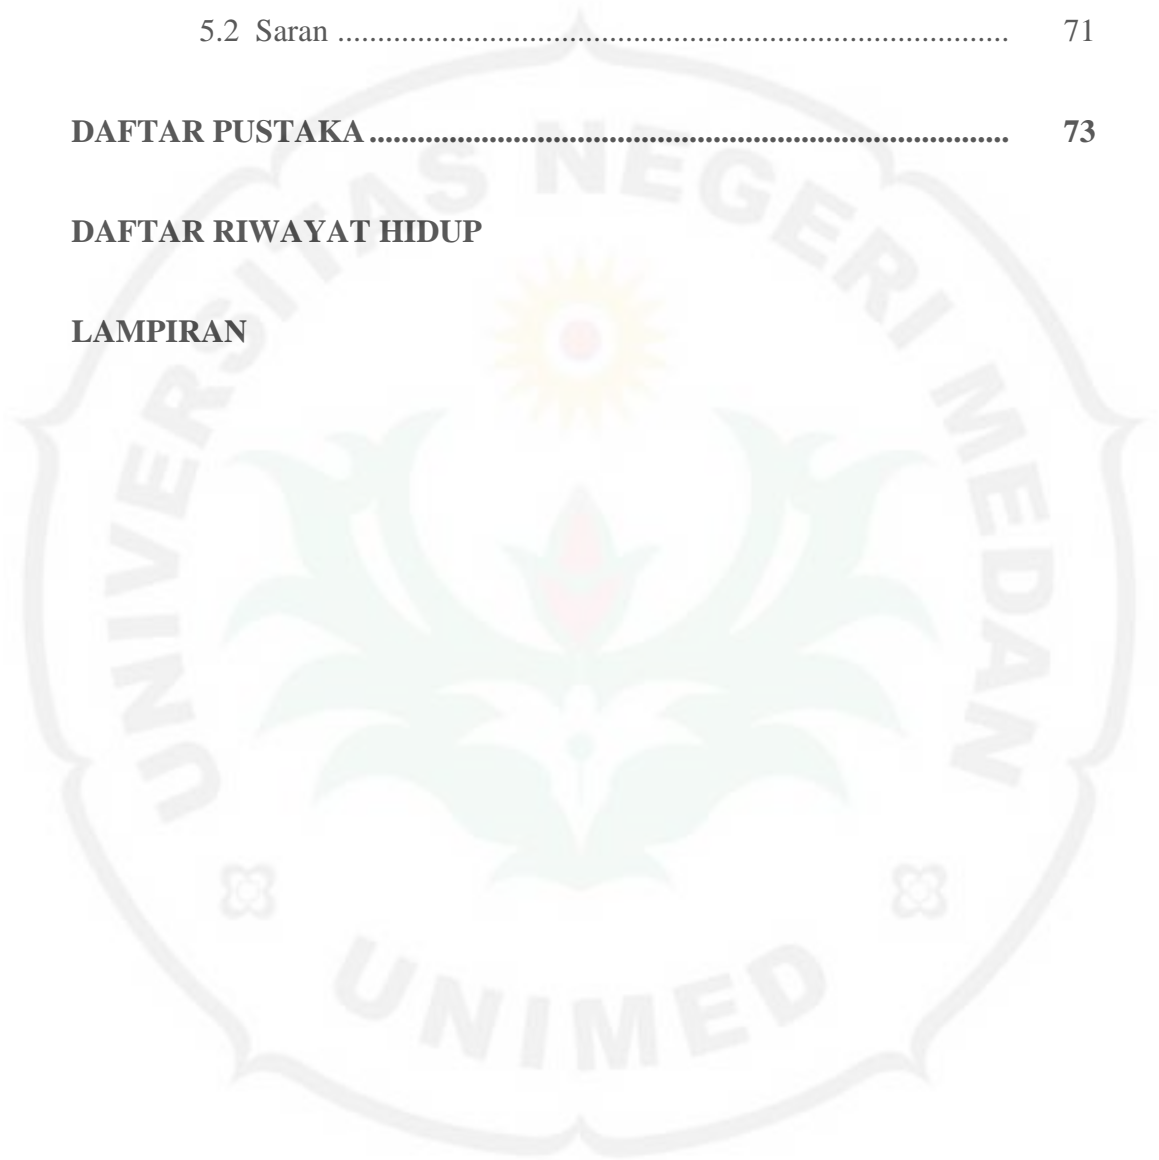 5.2 Saran .................................................................................... 71
DAFTAR PUSTAKA ................................................................................ 73
DAFTAR RIWAYAT HIDUP
LAMPIRAN
UNIVERSITAS NEGERI MEDAN
UNIMED